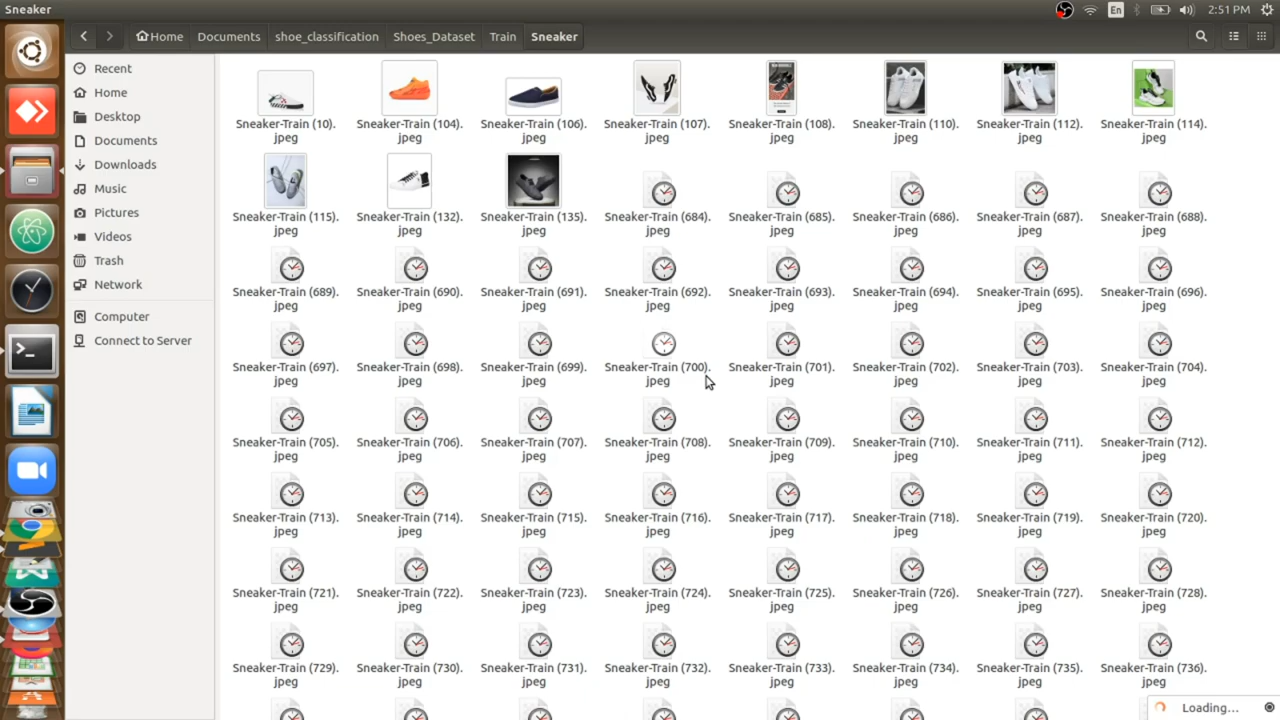 Sneaker
En
2:51 PM
Home Documents shoe_classification Shoes_Dataset Train Sneaker
Recent
Home
Desktop
Documents
Downloads
Music
Pictures
Videos
Trash
Network
Computer
Connect to Server
Sneaker-Train (10). Sneaker-Train (104). Sneaker-Train (106). Sneaker-Train (107). Sneaker-Train (108). Sneaker-Train (110). Sneaker-Train (112). Sneaker-Train (114).
jpeg jpeg jpeg jpeg jpeg jpeg jpeg jpeg
Sneaker-Train (115). Sneaker-Train (132). Sneaker-Train (135). Sneaker-Train (684). Sneaker-Train (685). Sneaker-Train (686). Sneaker-Train (687). Sneaker-Train (688).
jpeg jpeg jpeg jpeg jpeg jpeg jpeg jpeg
Sneaker-Train (689). Sneaker-Train (690). Sneaker-Train (691). Sneaker-Train (692). Sneaker-Train (693). Sneaker-Train (694). Sneaker-Train (695). Sneaker-Train (696).
jpeg jpeg jpeg jpeg jpeg jpeg jpeg jpeg
Sneaker-Train (697). Sneaker-Train (698). Sneaker-Train (699). Sneaker-Train (700). Sneaker-Train (701). Sneaker-Train (702). Sneaker-Train (703). Sneaker-Train (704).
jpeg jpeg jpeg jpeg jpeg jpeg jpeg jpeg
Sneaker-Train (705). Sneaker-Train (706). Sneaker-Train (707). Sneaker-Train (708). Sneaker-Train (709). Sneaker-Train (710). Sneaker-Train (711). Sneaker-Train (712).
jpeg jpeg jpeg jpeg jpeg jpeg jpeg jpeg
Sneaker-Train (713). Sneaker-Train (714). Sneaker-Train (715). Sneaker-Train (716). Sneaker-Train (717). Sneaker-Train (718). Sneaker-Train (719). Sneaker-Train (720).
jpeg jpeg jpeg jpeg jpeg jpeg jpeg jpeg
Sneaker-Train (721). Sneaker-Train (722). Sneaker-Train (723). Sneaker-Train (724). Sneaker-Train (725). Sneaker-Train (726). Sneaker-Train (727). Sneaker-Train (728).
jpeg jpeg jpeg jpeg jpeg jpeg jpeg jpeg
Sneaker-Train (729). Sneaker-Train (730). Sneaker-Train (731). Sneaker-Train (732). Sneaker-Train (733). Sneaker-Train (734). Sneaker-Train (735). Sneaker-Train (736).
jpeg jpeg jpeg jpeg jpeg jpeg jpeg jpeg
Loading...